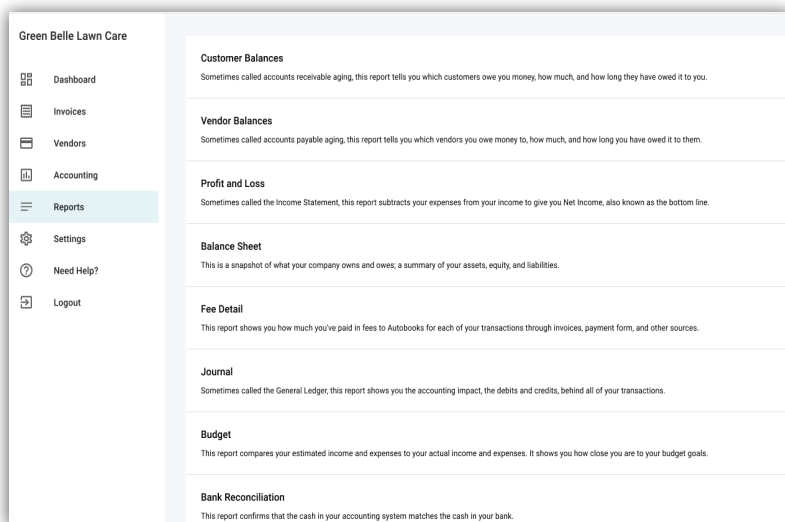 Green Belle Lawn Care
Dashboard
Invoices
Vendors
Accounting
Reports
Settings
Need Help?
Logout
Customer Balances
Sometimes called accounts receivable aging, this report tells you which customers owe you money, how much, and how long they have owed it to you.
Vendor Balances
Sometimes called accounts payable aging, this report tells you which vendors you owe money to, how much, and how long you have owed it to them.
Profit and Loss
Sometimes called the Income Statement, this report subtracts your expenses from your income to give you Net Income, also known as the bottom line.
Balance Sheet
This is a snapshot of what your company owns and owes; a summary of your assets, equity, and liabilities.
Fee Detail
This report shows you how much you've paid in fees to Autobooks for each of your transactions through invoices, payment form, and other sources.
Journal
Sometimes called the General Ledger, this report shows you the accounting impact, the debits and credits, behind all of your transactions.
Budget
This report compares your estimated income and expenses to your actual income and expenses. It shows you how close you are to your budget goals.
Bank Reconciliation
This report confirms that the cash in your accounting system matches the cash in your bank.